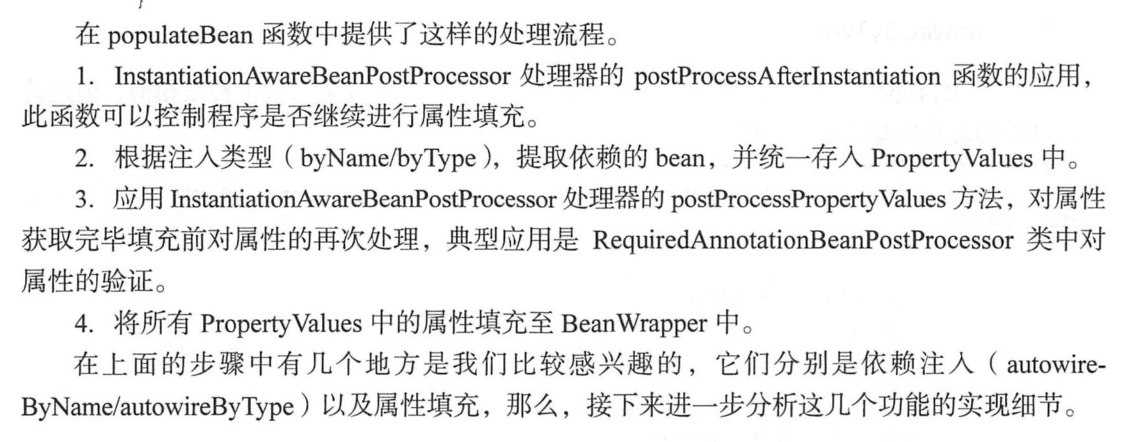 }
在 populateBean 函数中提供了这样的处理流程。
1. InstantiationAwareBeanPostProcessor 处理器的 postProcessAfterInstantiation 函数的应用，
此函数可以控制程序是否继续进行属性填充。
2. 根据注入类型（byName/byType），提取依赖的 bean，并统一存入 PropertyValues 中。
3. 应用 InstantiationAwareBeanPostProcessor 处理器的 postProcessPropertyValues 方法，对属性
获取完毕填充前对属性的再次处理，典型应用是 RequiredAnnotationBeanPostProcessor 类中对
属性的验证。
4. 将所有 PropertyValues 中的属性填充至 BeanWrapper 中。
在上面的步骤中有几个地方是我们比较感兴趣的，它们分别是依赖注入（autowire-
ByName/autowireByType）以及属性填充，那么，接下来进一步分析这几个功能的实现细节。